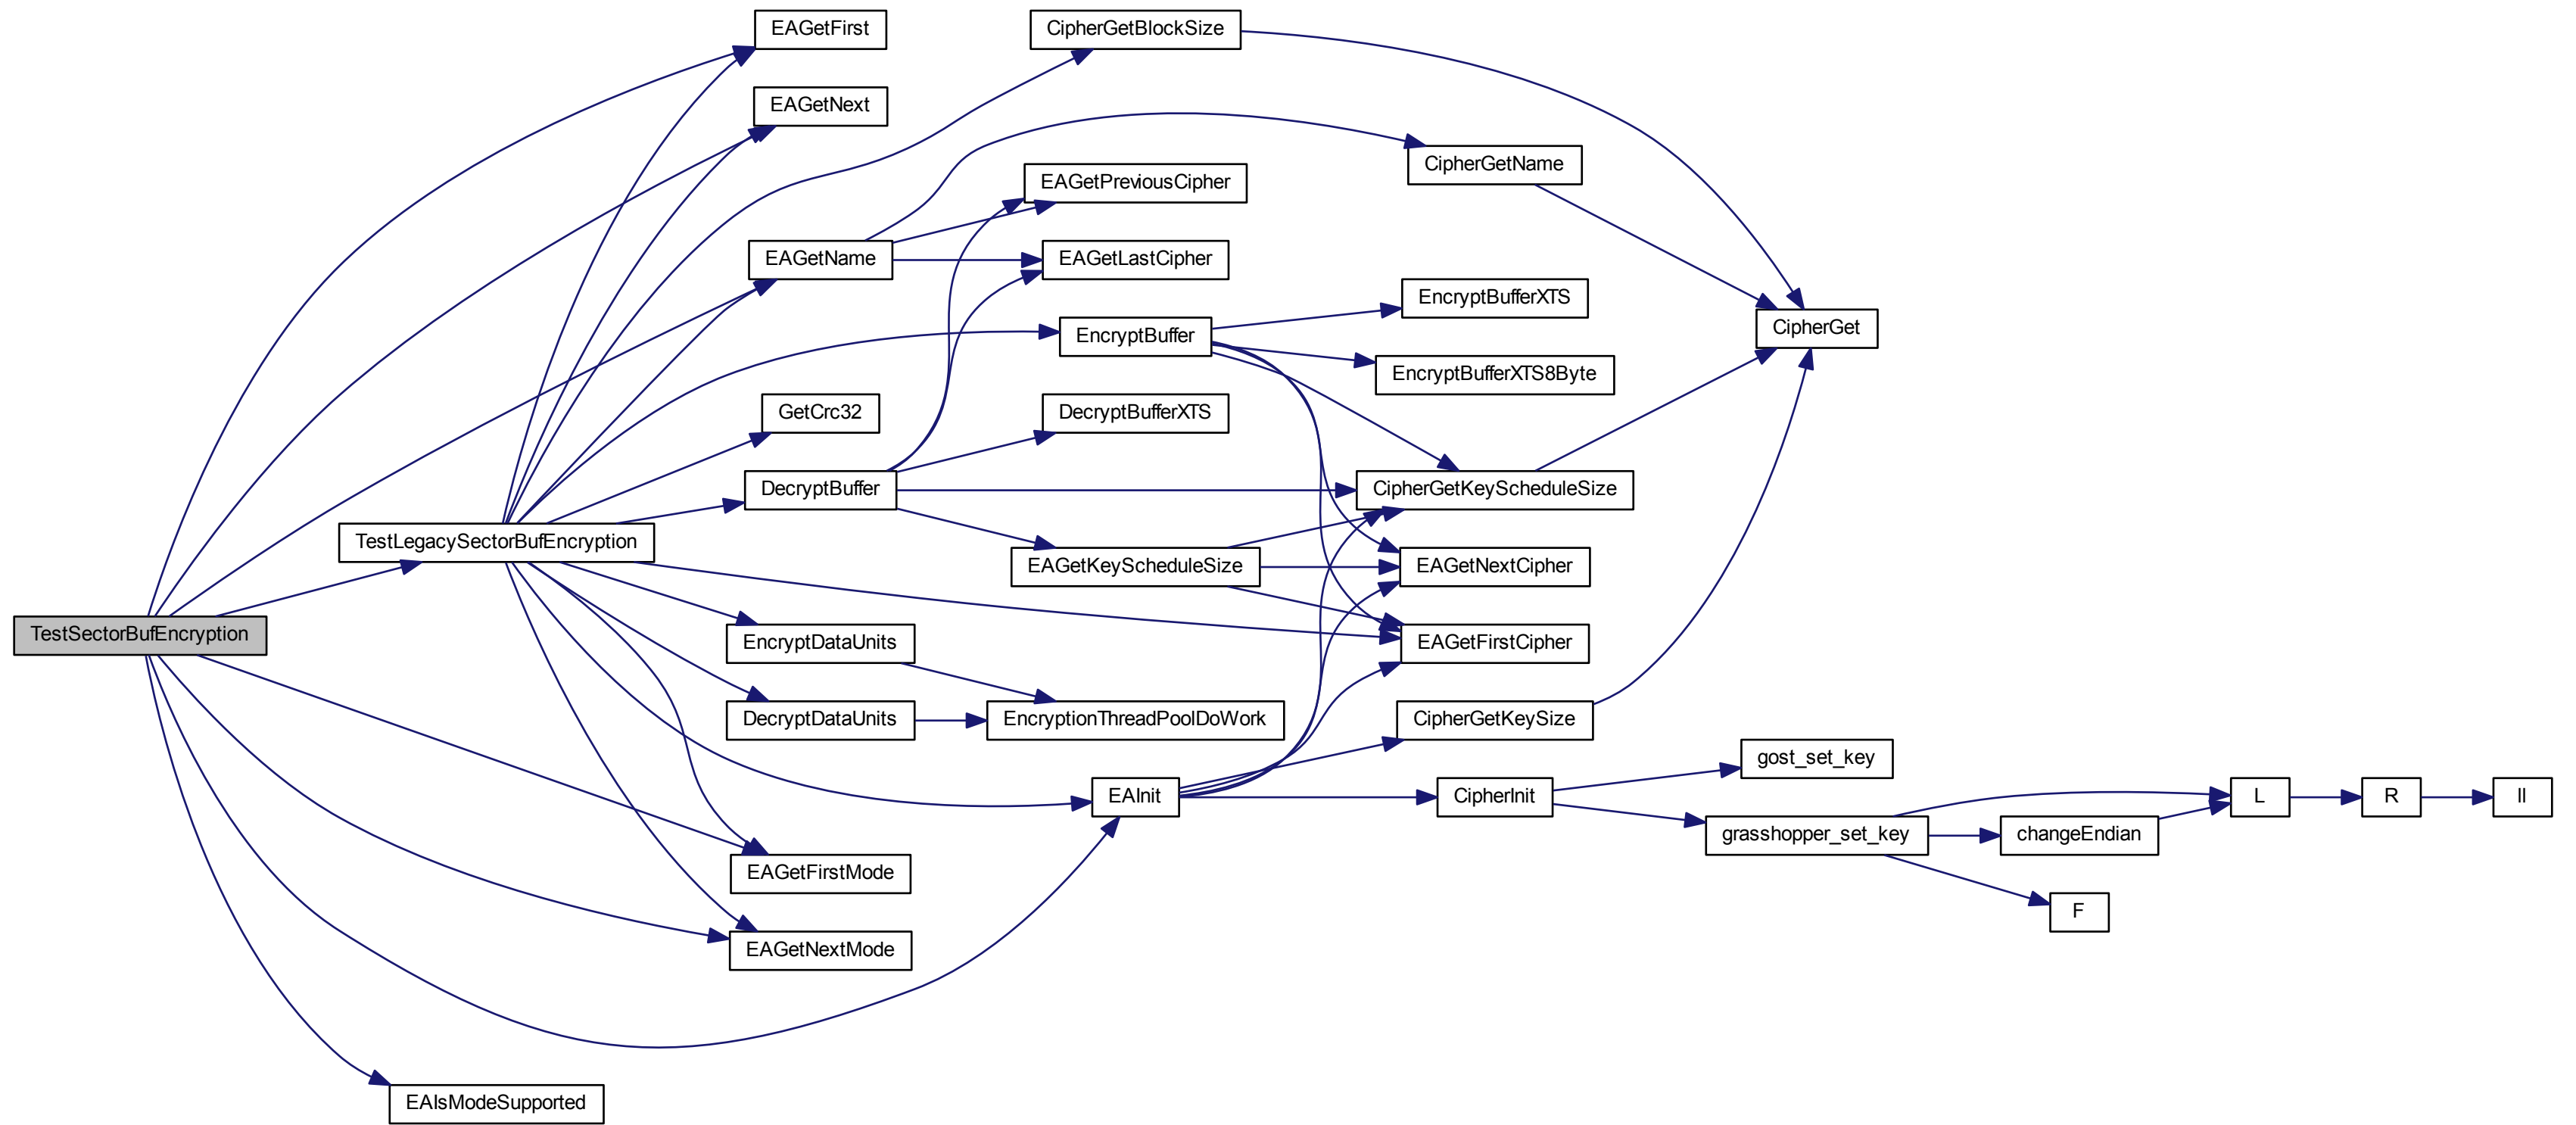 EAGetFirst
CipherGetBlockSize
EAGetNext
CipherGetName
EAGetPreviousCipher
EAGetName
EAGetLastCipher
EncryptBufferXTS
EncryptBuffer
CipherGet
EncryptBufferXTS8Byte
GetCrc32
DecryptBufferXTS
DecryptBuffer
CipherGetKeyScheduleSize
TestLegacySectorBufEncryption
EAGetKeyScheduleSize
EAGetNextCipher
TestSectorBufEncryption
EncryptDataUnits
EAGetFirstCipher
DecryptDataUnits
EncryptionThreadPoolDoWork
CipherGetKeySize
gost_set_key
EAInit
CipherInit
L
R
ll
grasshopper_set_key
changeEndian
EAGetFirstMode
F
EAGetNextMode
EAIsModeSupported